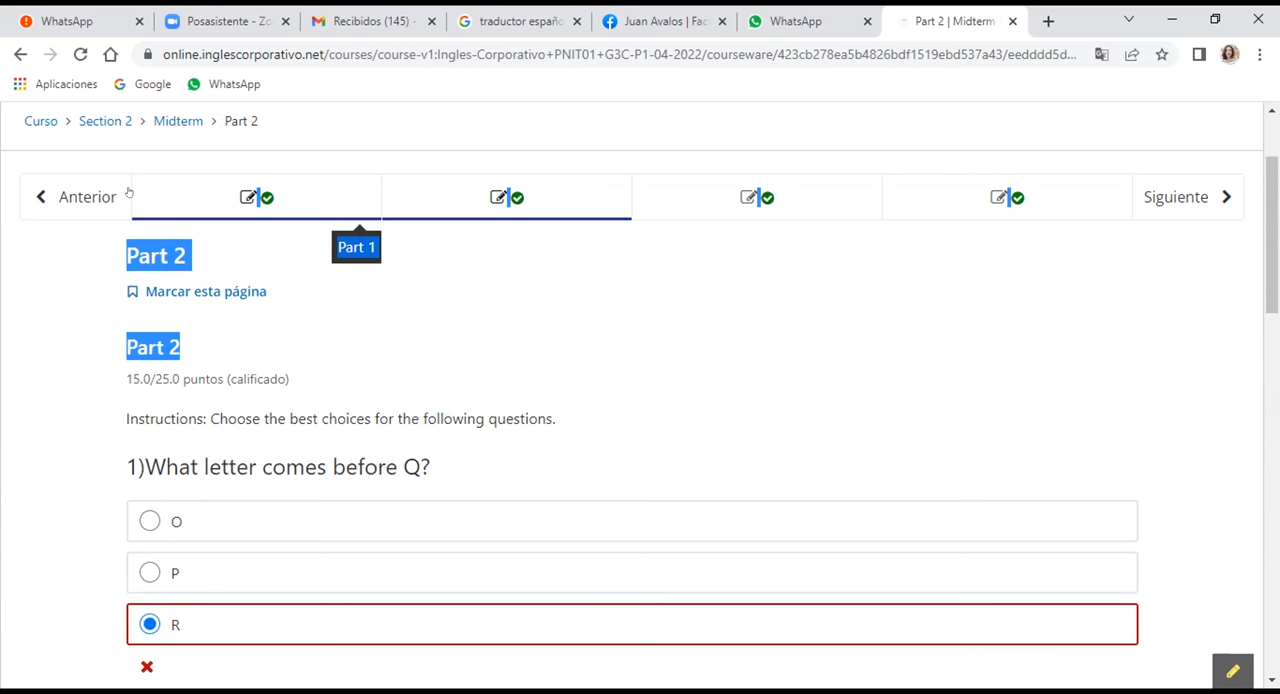 WhatsApp
Posasistente - Zo
Recibidos (145) -
traductor españo
Juan Avalos | Fac
WhatsApp
Part 2 | Midterm
online.inglescorporativo.net/courses/course-v1:Ingles-Corporativo+PNIT01+G3C-P1-04-2022/courseware/423cb278ea5b4826bdf1519ebd537a43/eedddd5d...
Aplicaciones Google WhatsApp
Curso > Section 2 > Midterm > Part 2
Anterior
Siguiente
Part 1
Part 2
Marcar esta página
Part 2
15.0/25.0 puntos (calificado)
Instructions: Choose the best choices for the following questions.
1)What letter comes before Q?
O
P
R